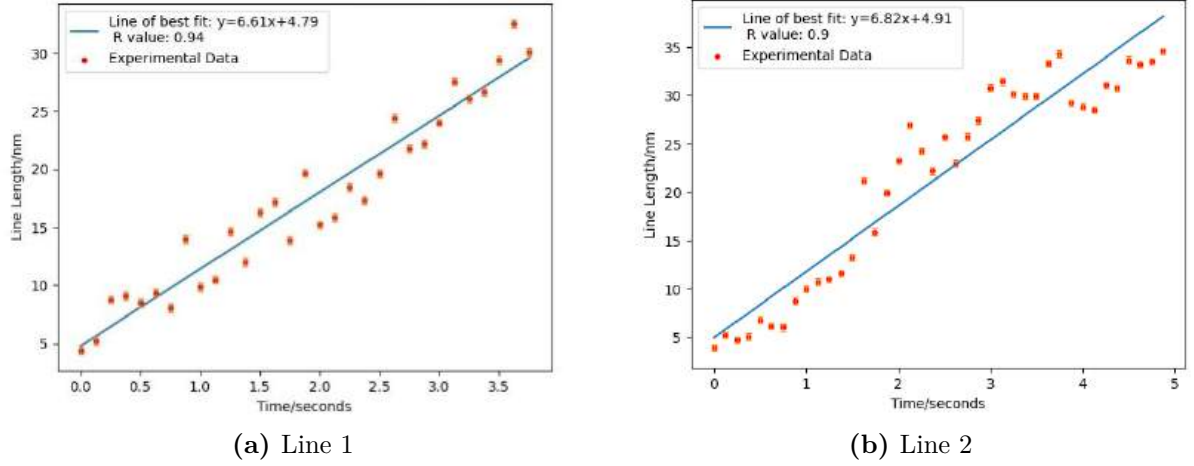 Line of best fit: y=6.61x+4.79
R value: 0.94
Experimental Data
30
25
20
15
10
5
Line Length/nm
0.0 0.5 1.0 1.5 2.0 2.5 3.0 3.5
Time/seconds
(a) Line 1
Line of best fit: y=6.82x+4.91
R value: 0.9
Experimental Data
35
30
25
20
15
10
5
Line Length/nm
0 1 2 3 4 5
Time/seconds
(b) Line 2